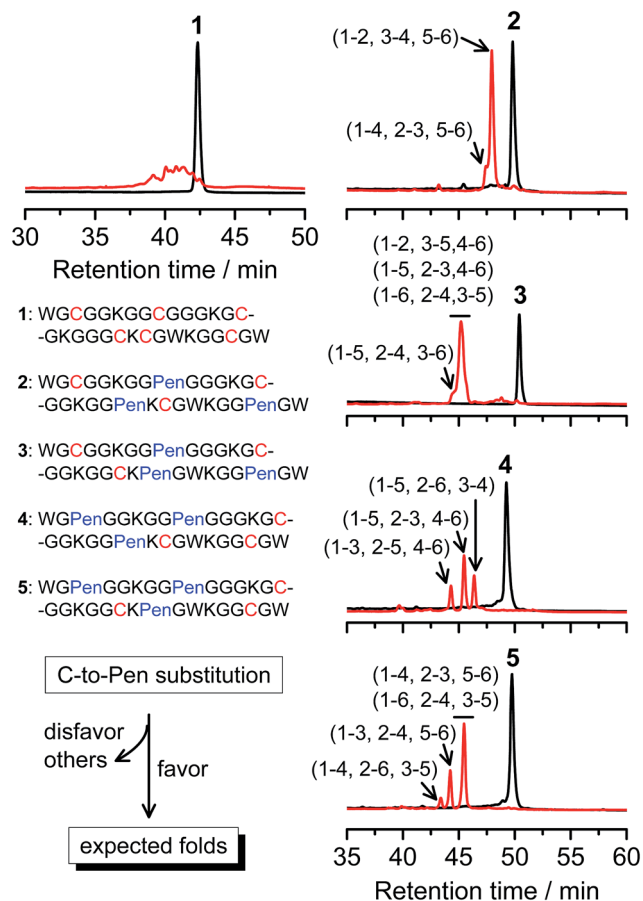 1
30 35 40 45 50
Retention time / min
1: WGCGGKGGCGGGKGC-
-GKGGGCKCGWKGGCGW
2: WGCGGKGGPenGGGKGC-
-GGKGGPenKCGWKGGPenGW
3: WGCGGKGGPenGGGKGC-
-GGKGGCKPenGWKGGPenGW
4: WGPenGGKGGPenGGGKGC-
-GGKGGPenKCGWKGGCGW
5: WGPenGGKGGPenGGGKGC-
-GGKGGCKPenGWKGGCGW
C-to-Pen substitution
disfavor
others
favor
expected folds
2
(1-2, 3-4, 5-6)
(1-4, 2-3, 5-6)
(1-2, 3-5,4-6)
(1-5, 2-3,4-6)
(1-6, 2-4,3-5)
3
(1-5, 2-4, 3-6)
4
(1-5, 2-6, 3-4)
(1-5, 2-3, 4-6)
(1-3, 2-5, 4-6)
5
(1-4, 2-3, 5-6)
(1-6, 2-4, 3-5)
(1-3, 2-4, 5-6)
(1-4, 2-6, 3-5)
35 40 45 50 55 60
Retention time / min